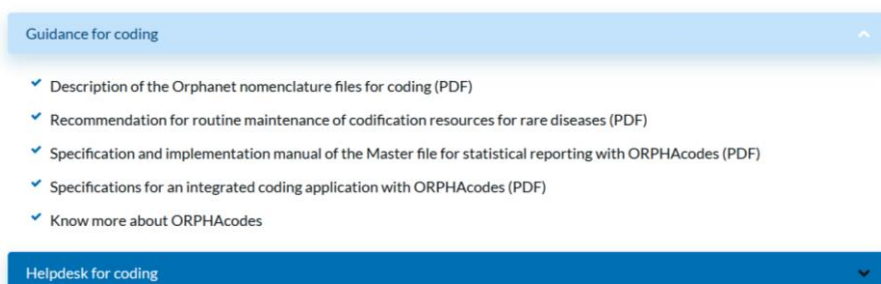 Guidance for coding
Description of the Orphanet nomenclature files for coding (PDF)
Recommendation for routine maintenance of codification resources for rare diseases (PDF)
Specification and implementation manual of the Master file for statistical reporting with ORPHAcodes (PDF)
Specifications for an integrated coding application with ORPHAcodes (PDF)
Know more about ORPHAcodes
Helpdesk for coding